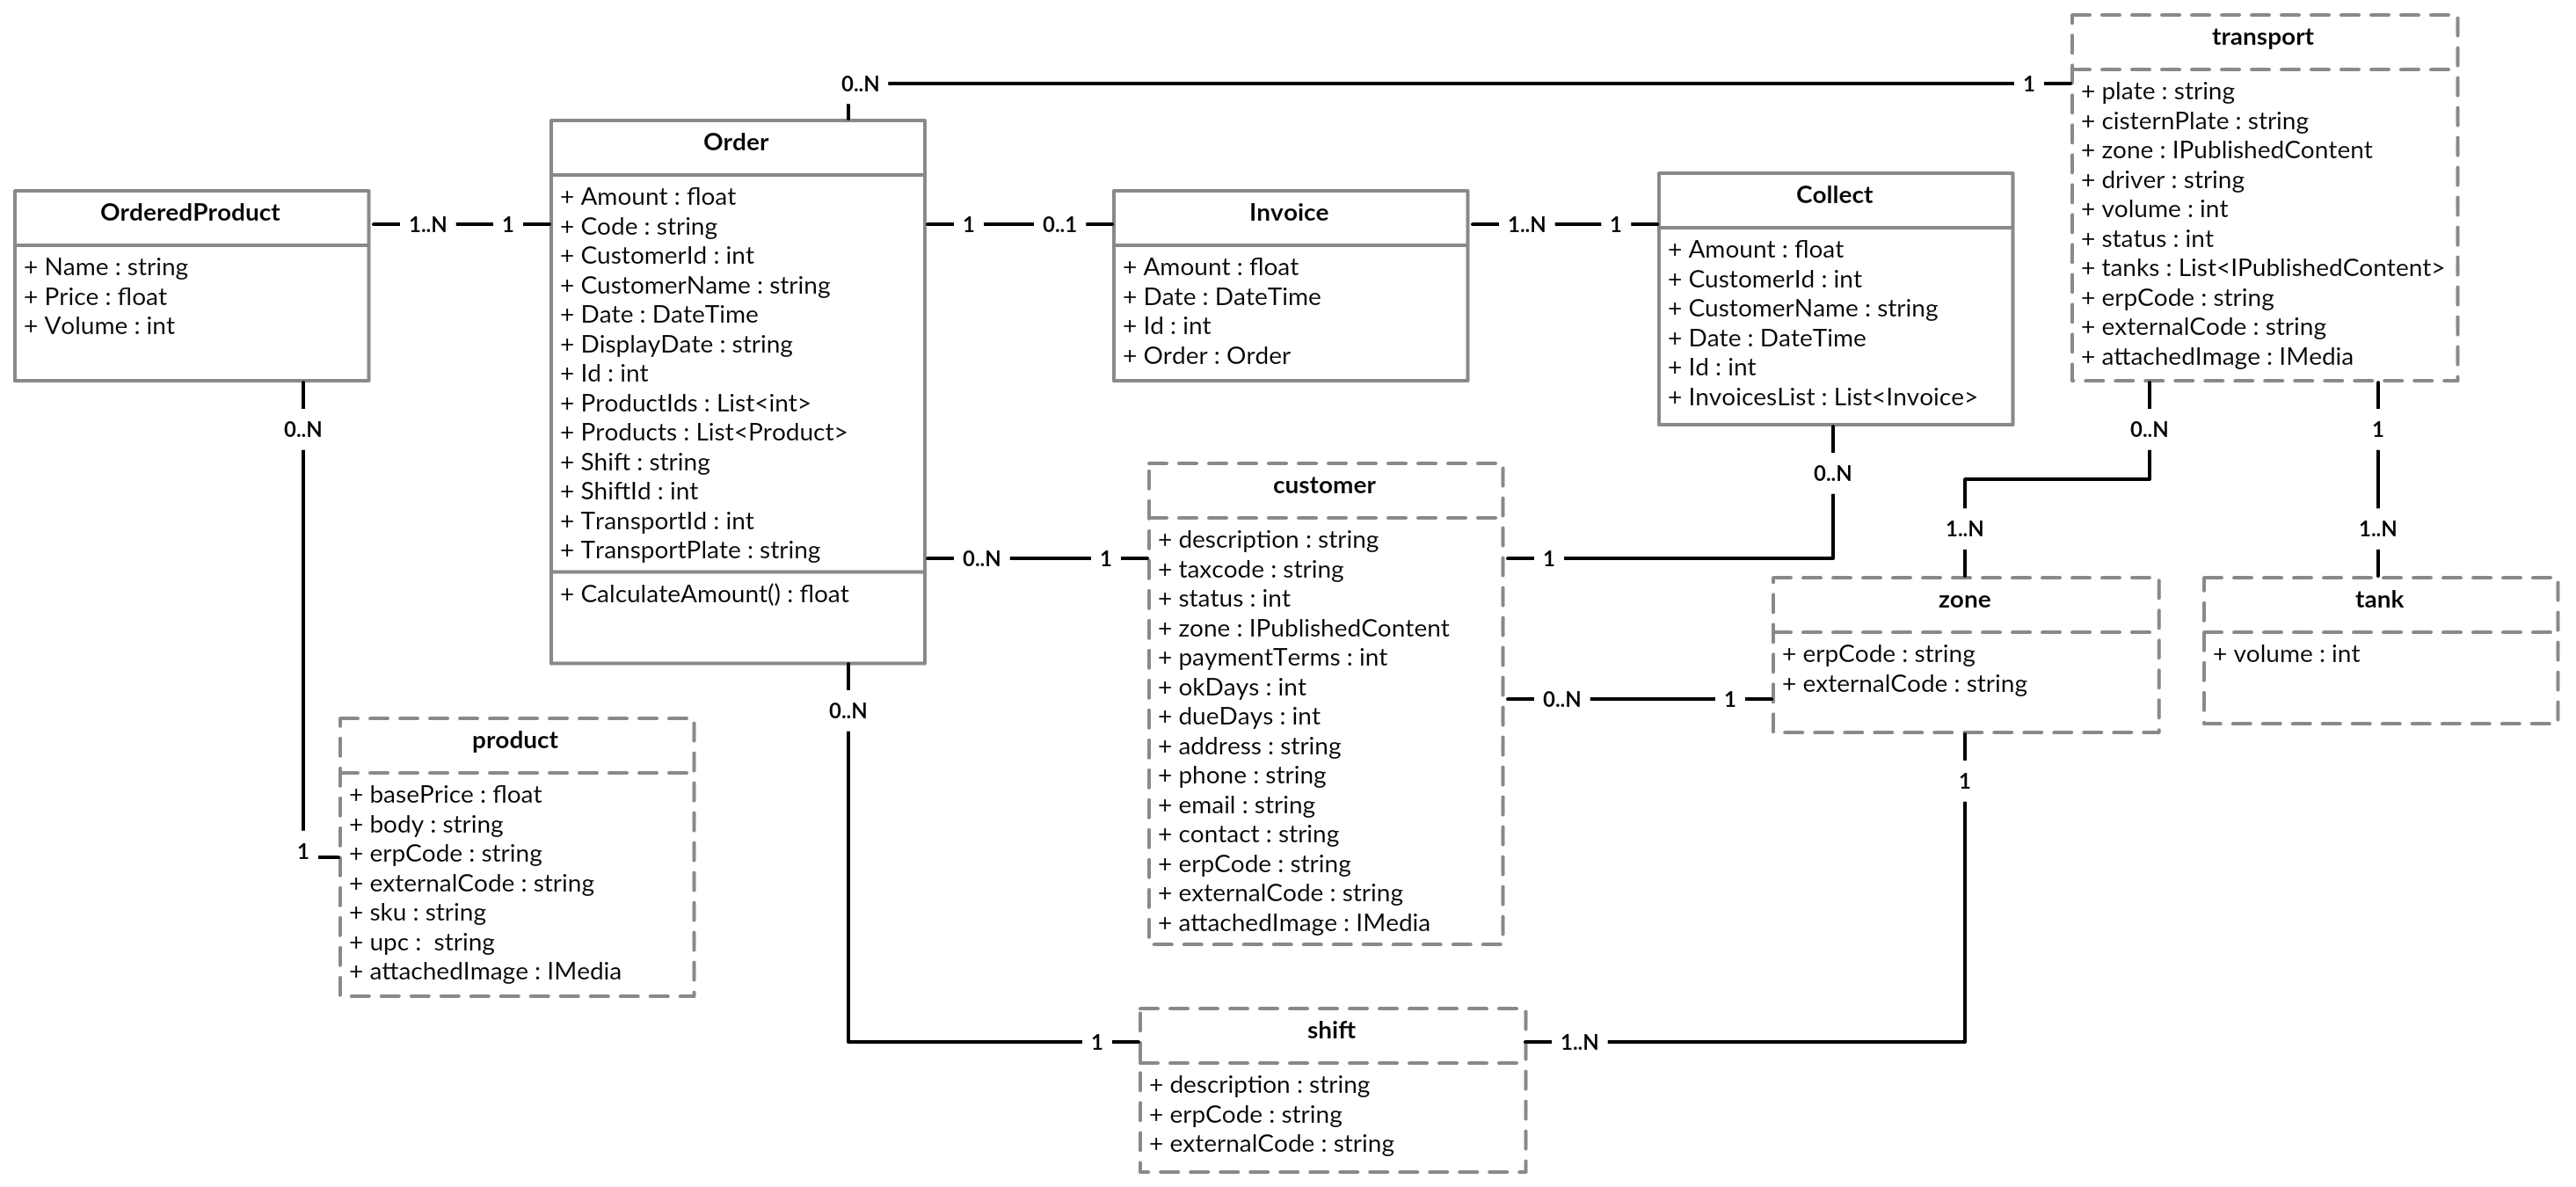 transport
+ plate : string
+ cisternPlate : string
+ zone : IPublishedContent
+ driver : string
+ volume : int
+ status : int
+ tanks : List<IPublishedContent>
+ erpCode : string
+ externalCode : string
+ attachedImage : IMedia
0..N
1
Order
+ Amount : float
+ Code : string
+ CustomerId : int
+ CustomerName : string
+ Date : DateTime
+ DisplayDate : string
+ Id : int
+ ProductIds : List<int>
+ Products : List<Product>
+ Shift : string
+ ShiftId : int
+ TransportId : int
+ TransportPlate : string
+ CalculateAmount() : float
OrderedProduct
+ Name : string
+ Price : float
+ Volume : int
1..N
1
1
0..1
Invoice
+ Amount : float
+ Date : DateTime
+ Id : int
+ Order : Order
1..N
1
Collect
+ Amount : float
+ CustomerId : int
+ CustomerName : string
+ Date : DateTime
+ Id : int
+ InvoicesList : List<Invoice>
0..N
0..N
0..N
1
1..N
1..N
customer
+ description : string
+ taxcode : string
+ status : int
+ zone : IPublishedContent
+ paymentTerms : int
+ okDays : int
+ dueDays : int
+ address : string
+ phone : string
+ email : string
+ contact : string
+ erpCode : string
+ externalCode : string
+ attachedImage : IMedia
0..N
1
1
zone
+ erpCode : string
+ externalCode : string
tank
+ volume : int
0..N
1
0..N
1
product
+ basePrice : float
+ body : string
+ erpCode : string
+ externalCode : string
+ sku : string
+ upc :  string
+ attachedImage : IMedia
1
1
1..N
shift
+ description : string
+ erpCode : string
+ externalCode : string